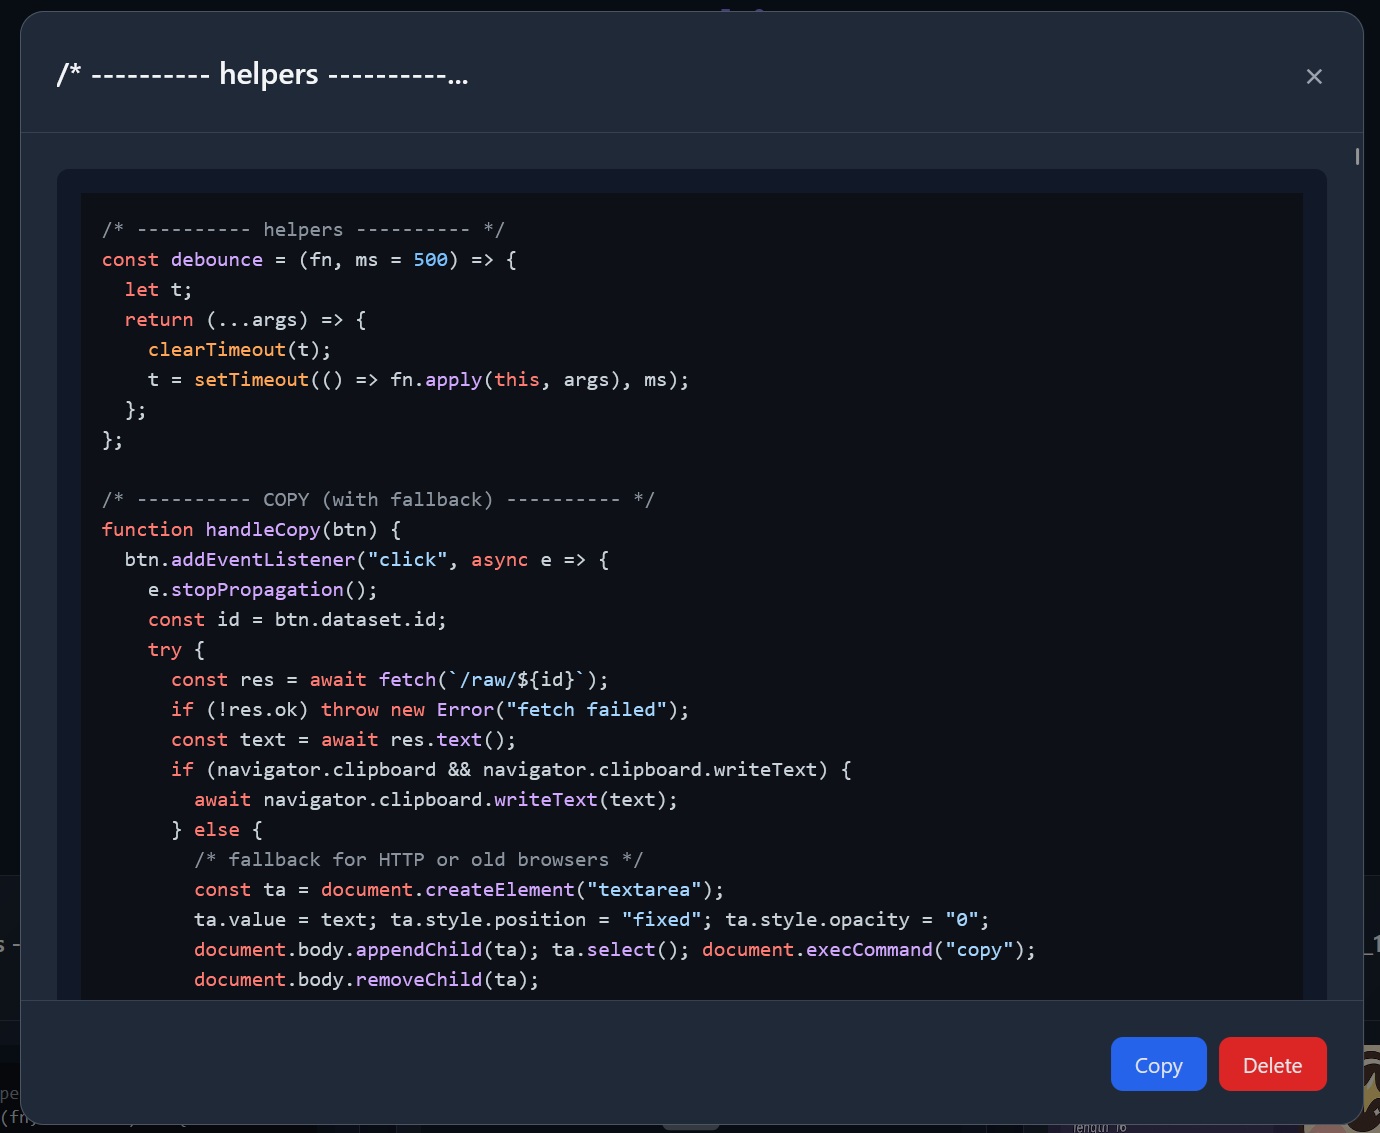 /* ---------- helpers ----------...
×
/* ---------- helpers ---------- */
const debounce = (fn, ms = 500) => {
  let t;
  return (...args) => {
    clearTimeout(t);
    t = setTimeout(() => fn.apply(this, args), ms);
  };
};

/* ---------- COPY (with fallback) ---------- */
function handleCopy(btn) {
  btn.addEventListener("click", async e => {
    e.stopPropagation();
    const id = btn.dataset.id;
    try {
      const res = await fetch(`/raw/${id}`);
      if (!res.ok) throw new Error("fetch failed");
      const text = await res.text();
      if (navigator.clipboard && navigator.clipboard.writeText) {
        await navigator.clipboard.writeText(text);
      } else {
        /* fallback for HTTP or old browsers */
        const ta = document.createElement("textarea");
        ta.value = text; ta.style.position = "fixed"; ta.style.opacity = "0";
        document.body.appendChild(ta); ta.select(); document.execCommand("copy");
        document.body.removeChild(ta);
Copy
Delete